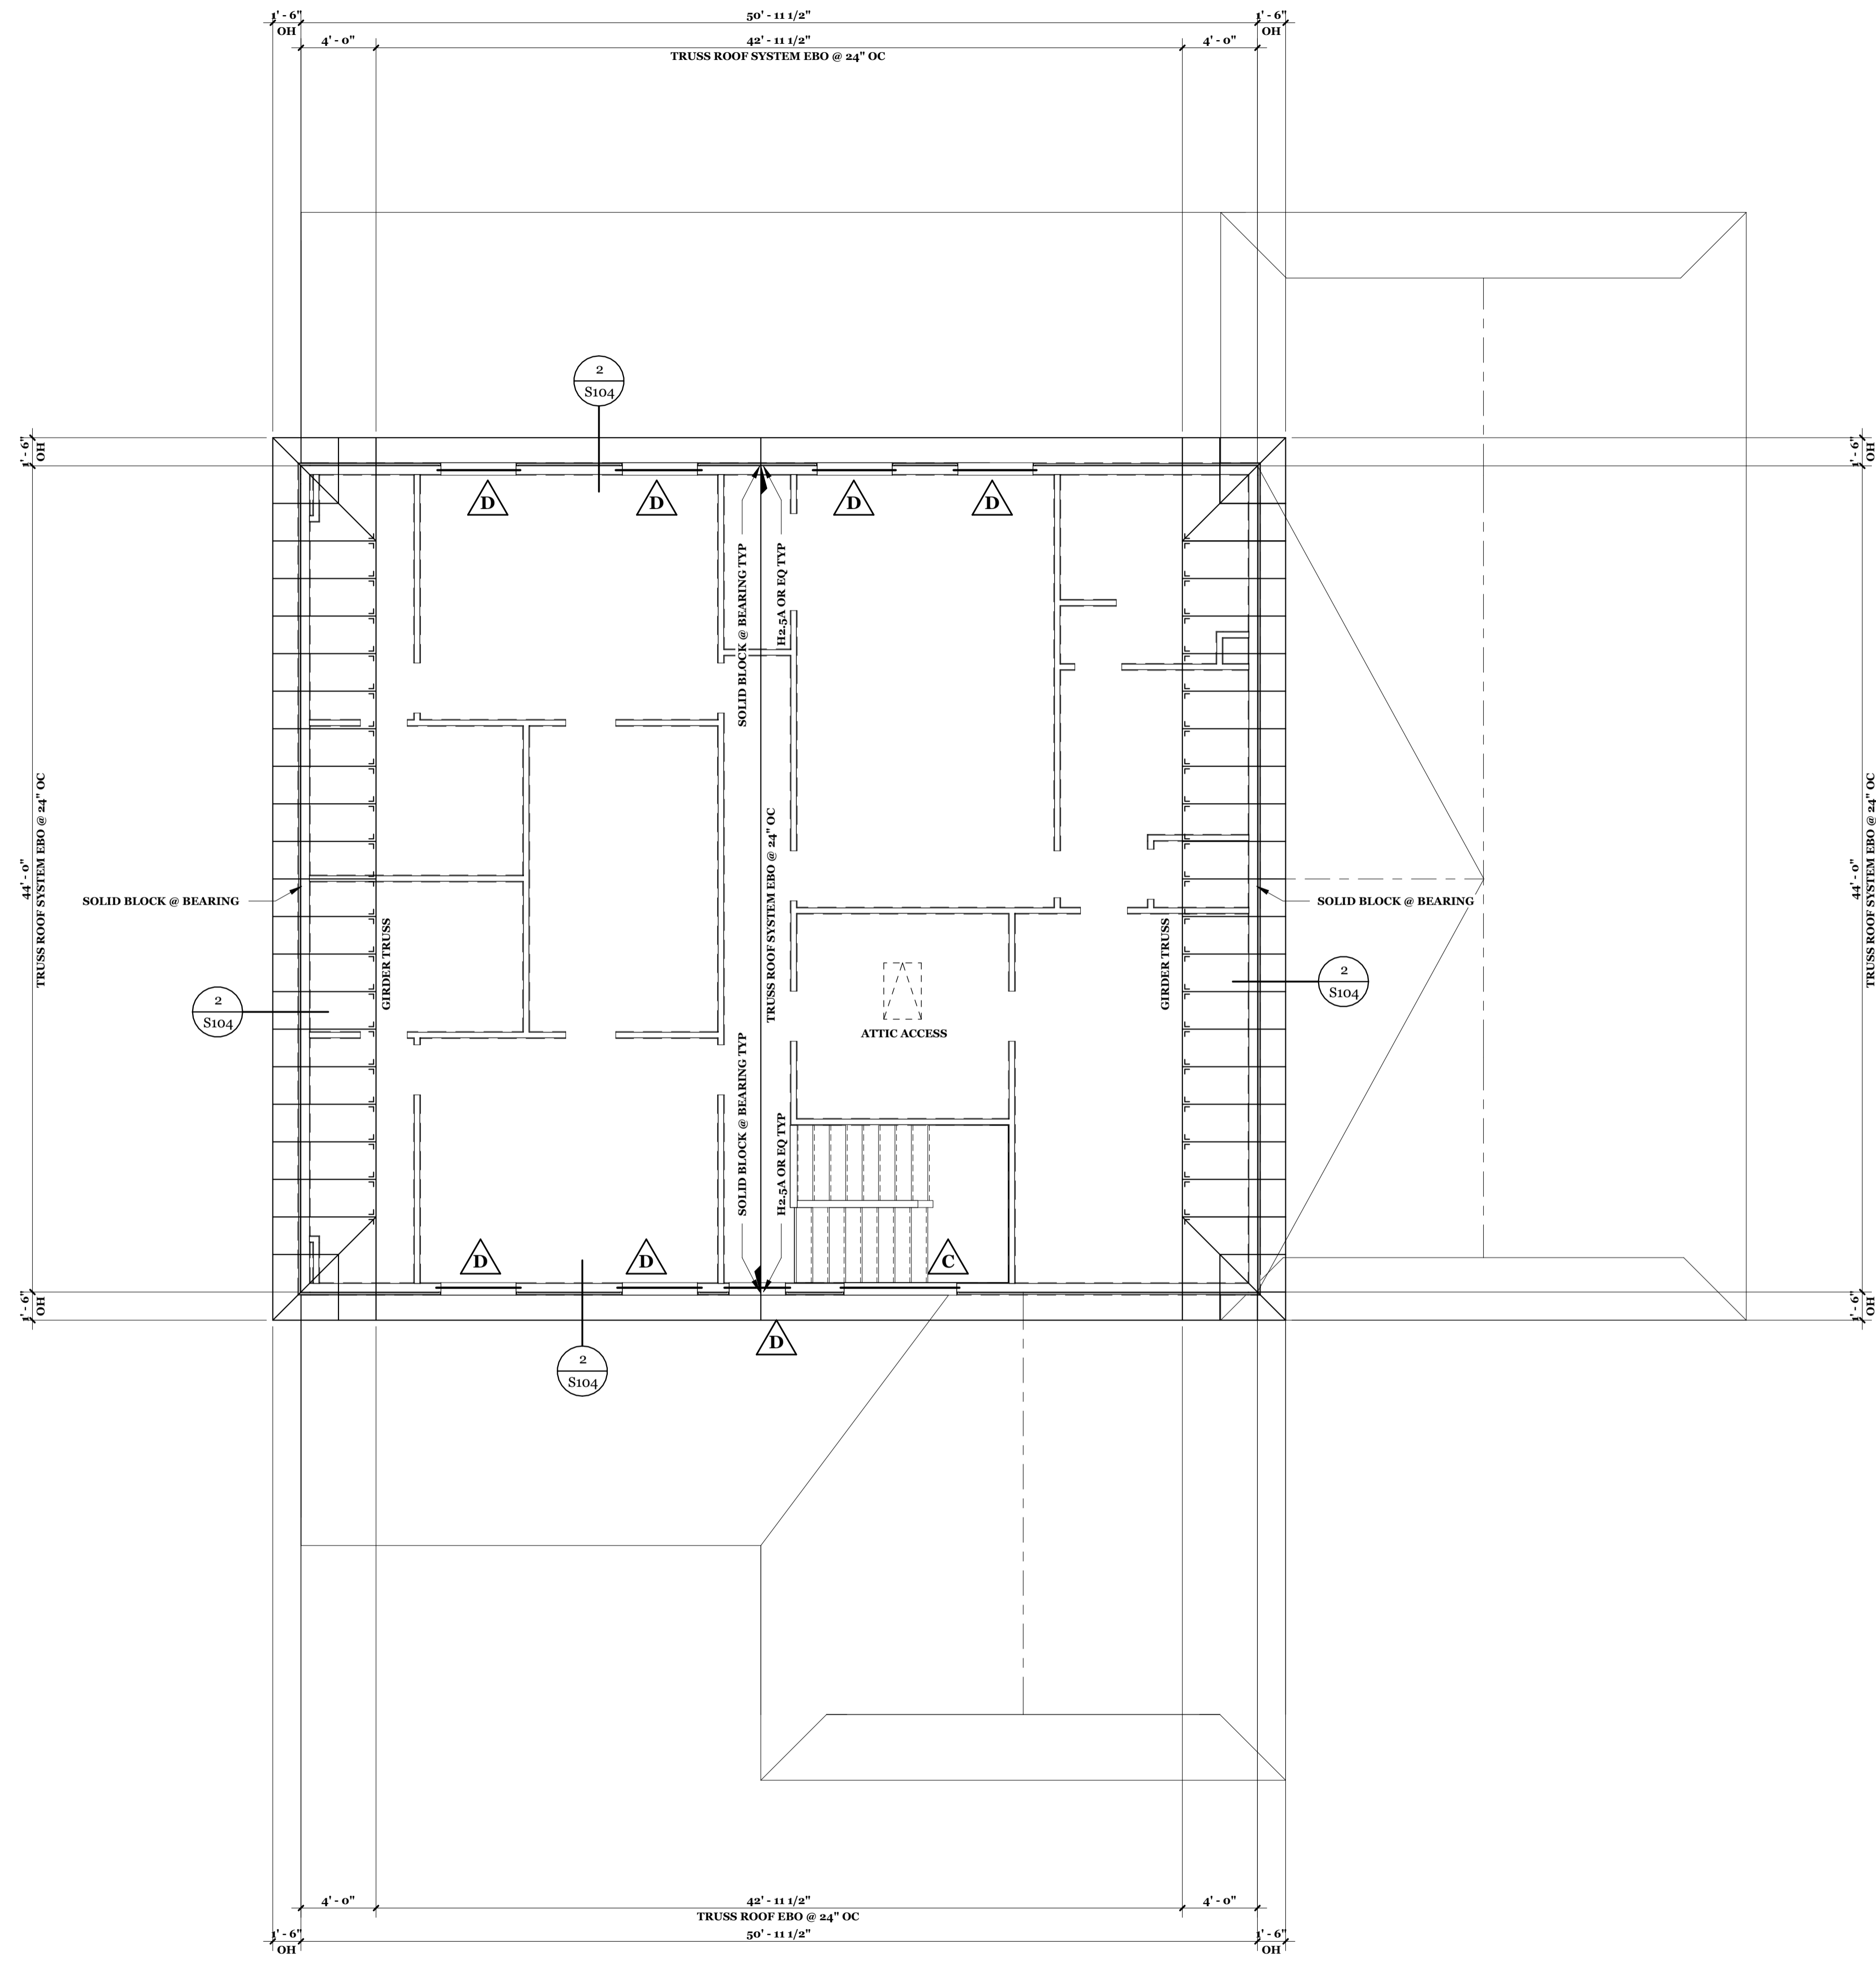 1' - 6"
50' - 11 1/2"
1' - 6"
OH
OH
4' - 0"
42' - 11 1/2"
4' - 0"
TRUSS ROOF SYSTEM EBO @ 24" OC
2
S104
1' - 6"
OH
1' - 6"
OH
D
D
D
D
SOLID BLOCK @ BEARING TYP
H2.5A OR EQ TYP
44' - 0"
TRUSS ROOF SYSTEM EBO @ 24" OC
TRUSS ROOF SYSTEM EBO @ 24" OC
44' - 0"
TRUSS ROOF SYSTEM EBO @ 24" OC
SOLID BLOCK @ BEARING
SOLID BLOCK @ BEARING
GIRDER TRUSS
GIRDER TRUSS
2
S104
2
S104
ATTIC ACCESS
SOLID BLOCK @ BEARING TYP
H2.5A OR EQ TYP
D
D
C
1' - 6"
OH
1' - 6"
OH
D
2
S104
4' - 0"
42' - 11 1/2"
4' - 0"
TRUSS ROOF EBO @ 24" OC
1' - 6"
50' - 11 1/2"
1' - 6"
OH
OH